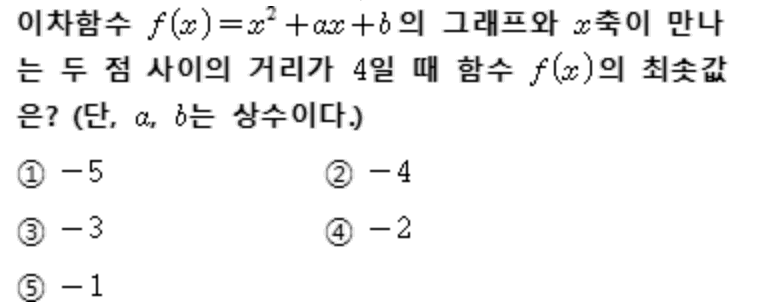 이차함수 f(x)=x²+ax+b의 그래프와 x축이 만나
는 두 점 사이의 거리가 4일 때 함수 f(x)의 최솟값
은? (단, a, b는 상수이다.)
① −5 ② −4
③ −3 ④ −2
⑤ −1